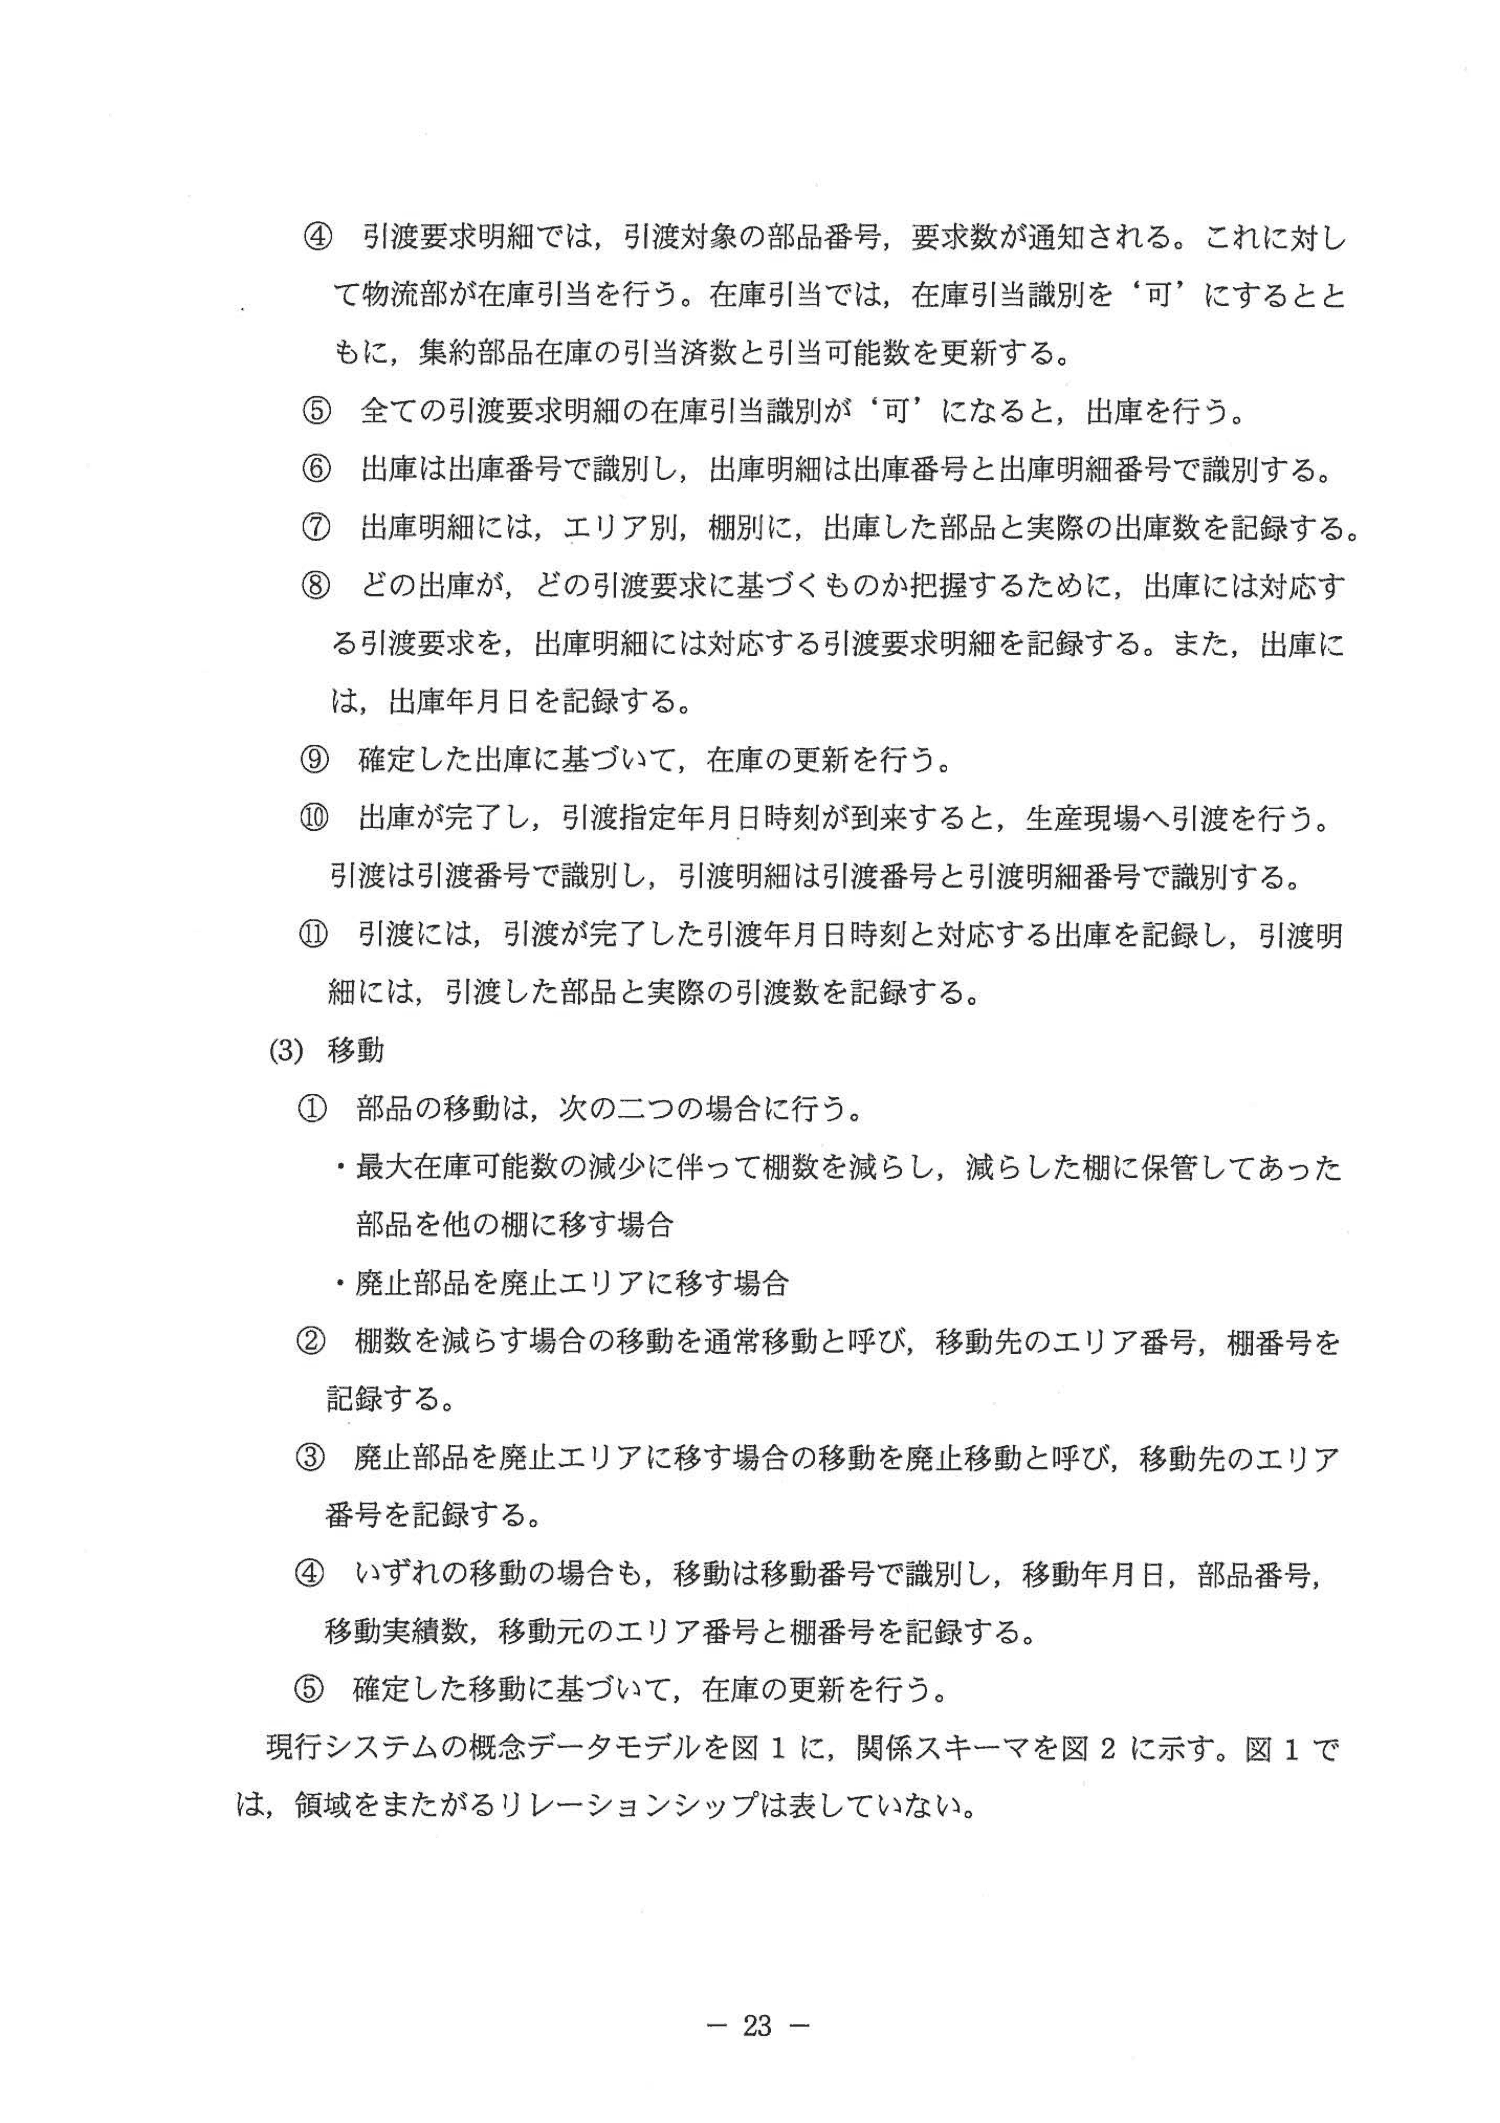 ④　引渡要求明細では，引渡対象の部品番号，要求数が通知される。これに対し
て物流部が在庫引当を行う。在庫引当では，在庫引当識別を‘可’にするとと
もに，集約部品在庫の引当済数と引当可能数を更新する。
⑤　全ての引渡要求明細の在庫引当識別が‘可’になると，出庫を行う。
⑥　出庫は出庫番号で識別し，出庫明細は出庫番号と出庫明細番号で識別する。
⑦　出庫明細には，エリア別，棚別に，出庫した部品と実際の出庫数を記録する。
⑧　どの出庫が，どの引渡要求に基づくものか把握するために，出庫には対応す
る引渡要求を，出庫明細には対応する引渡要求明細を記録する。また，出庫に
は，出庫年月日を記録する。
⑨　確定した出庫に基づいて，在庫の更新を行う。
⑩　出庫が完了し，引渡指定年月日時刻が到来すると，生産現場へ引渡を行う。
引渡は引渡番号で識別し，引渡明細は引渡番号と引渡明細番号で識別する。
⑪　引渡には，引渡が完了した引渡年月日時刻と対応する出庫を記録し，引渡明
細には，引渡した部品と実際の引渡数を記録する。
(3)　移動
①　部品の移動は，次の二つの場合に行う。
・最大在庫可能数の減少に伴って棚数を減らし，減らした棚に保管してあった
部品を他の棚に移す場合
・廃止部品を廃止エリアに移す場合
②　棚数を減らす場合の移動を通常移動と呼び，移動先のエリア番号，棚番号を
記録する。
③　廃止部品を廃止エリアに移す場合の移動を廃止移動と呼び，移動先のエリア
番号を記録する。
④　いずれの移動の場合も，移動は移動番号で識別し，移動年月日，部品番号，
移動実績数，移動元のエリア番号と棚番号を記録する。
⑤　確定した移動に基づいて，在庫の更新を行う。
現行システムの概念データモデルを図 1 に，関係スキーマを図 2 に示す。図 1 で
は，領域をまたがるリレーションシップは表していない。
－ 23 －